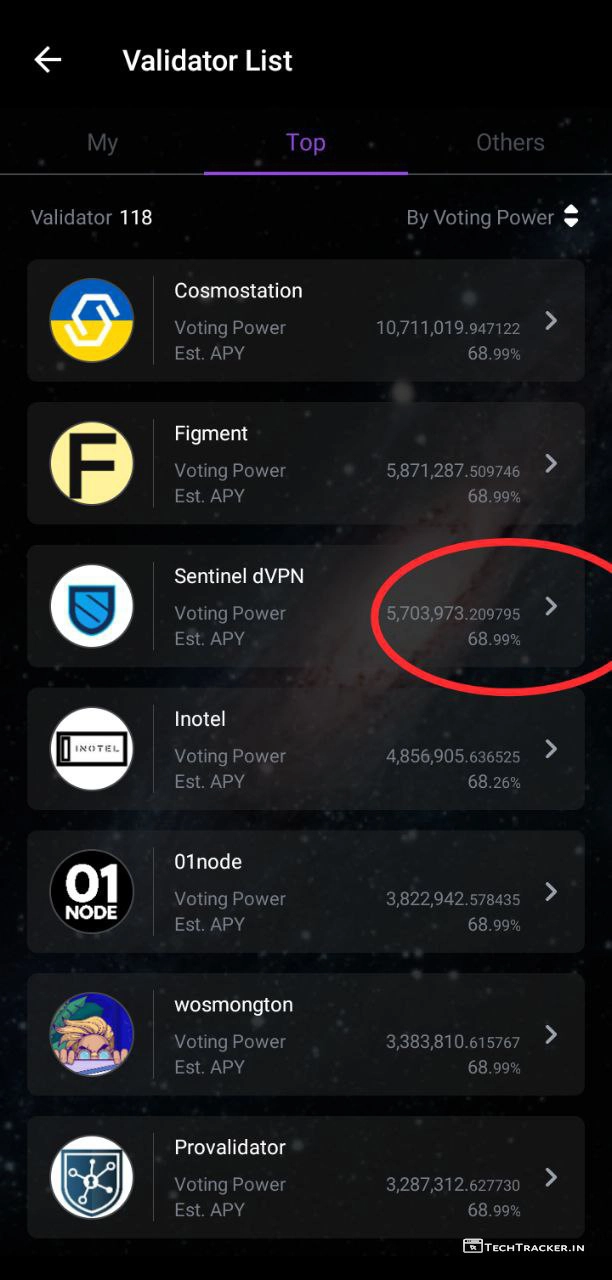 Validator List
My Top Others
Validator 118 By Voting Power
Cosmostation
Voting Power 10,711,019.947122
Est. APY 68.99%
F
Figment
Voting Power 5,871,287.509746
Est. APY 68.99%
Sentinel dVPN
Voting Power 5,703,973.209795
Est. APY 68.99%
Inotel
INOTEL
Voting Power 4,856,905.636525
Est. APY 68.26%
01node
01
NODE
Voting Power 3,822,942.578435
Est. APY 68.99%
wosmongton
Voting Power 3,383,810.615767
Est. APY 68.99%
Provalidator
Voting Power 3,287,312.627730
Est. APY 68.99%
TECHTRACKER.IN